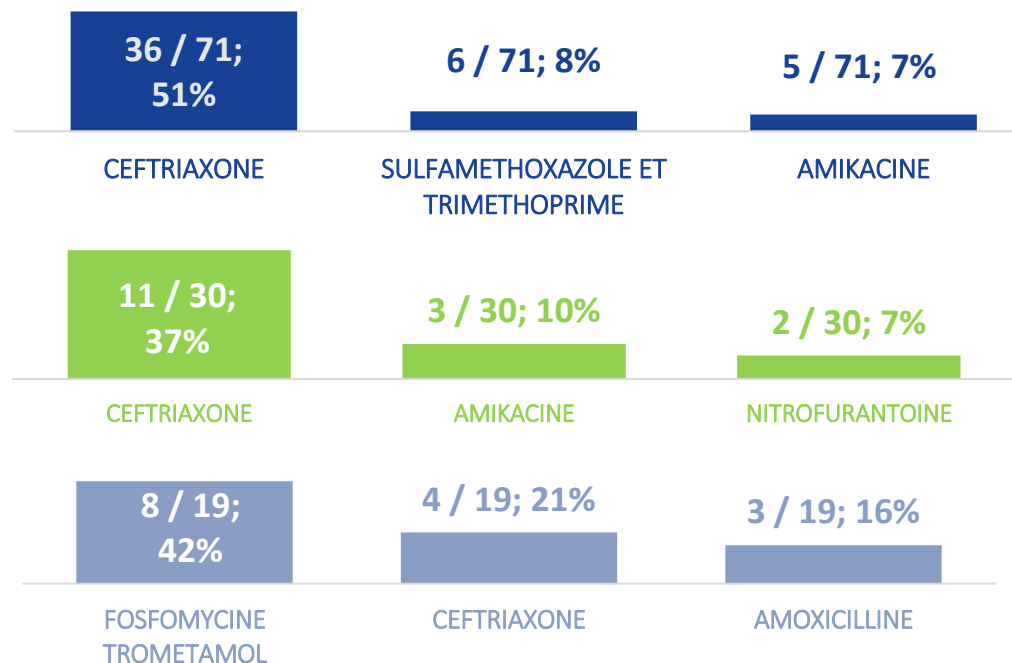 36 / 71;
51%
6 / 71; 8%
5 / 71; 7%
CEFTRIAXONE
SULFAMETHOXAZOLE ET
TRIMETHOPRIME
AMIKACINE
11 / 30;
37%
3 / 30; 10%
2 / 30; 7%
CEFTRIAXONE
AMIKACINE
NITROFURANTOINE
8 / 19;
42%
4 / 19; 21%
3 / 19; 16%
FOSFOMYCINE
TROMETAMOL
CEFTRIAXONE
AMOXICILLINE